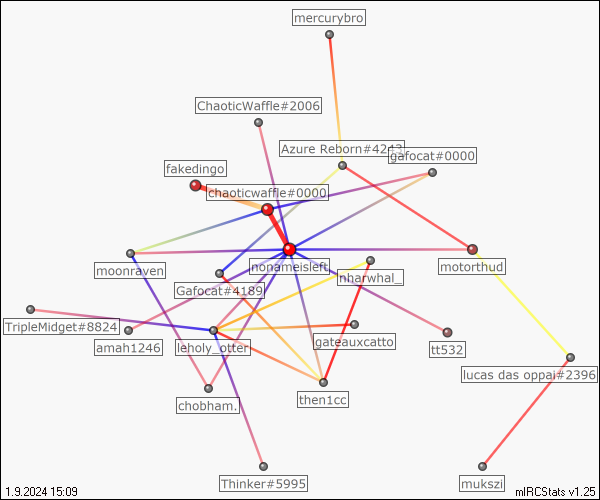 mercurybro
ChaoticWaffle#2006
Azure Reborn#4243
gafocat#0000
fakedingo
chaoticwaffle#0000
moonraven
nonameisleft
nharwhal_
motorthud
Gafocat#4189
TripleMidget#8824
amah1246
leholy_otter
gateauxcatto
tt532
lucas das oppai#2396
chobham.
then1cc
Thinker#5995
mukszi
1.9.2024 15:09
mIRCStats v1.25